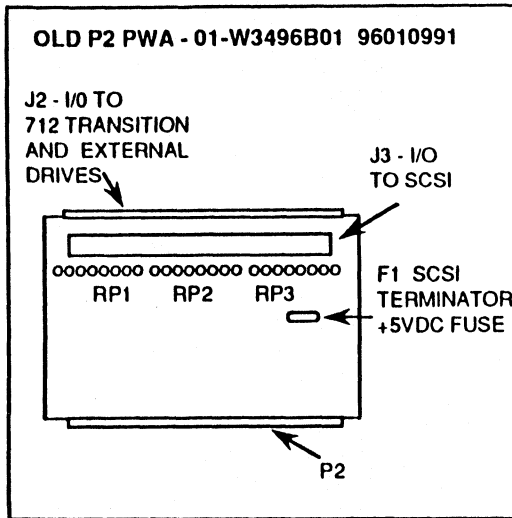 OLD P2 PWA - 01-W3496B01 96010991
J2 - I/0 TO
712 TRANSITION
AND EXTERNAL
DRIVES
J3 - I/O
TO SCSI
RP1 RP2 RP3
F1 SCSI
TERMINATOR
+5VDC FUSE
P2